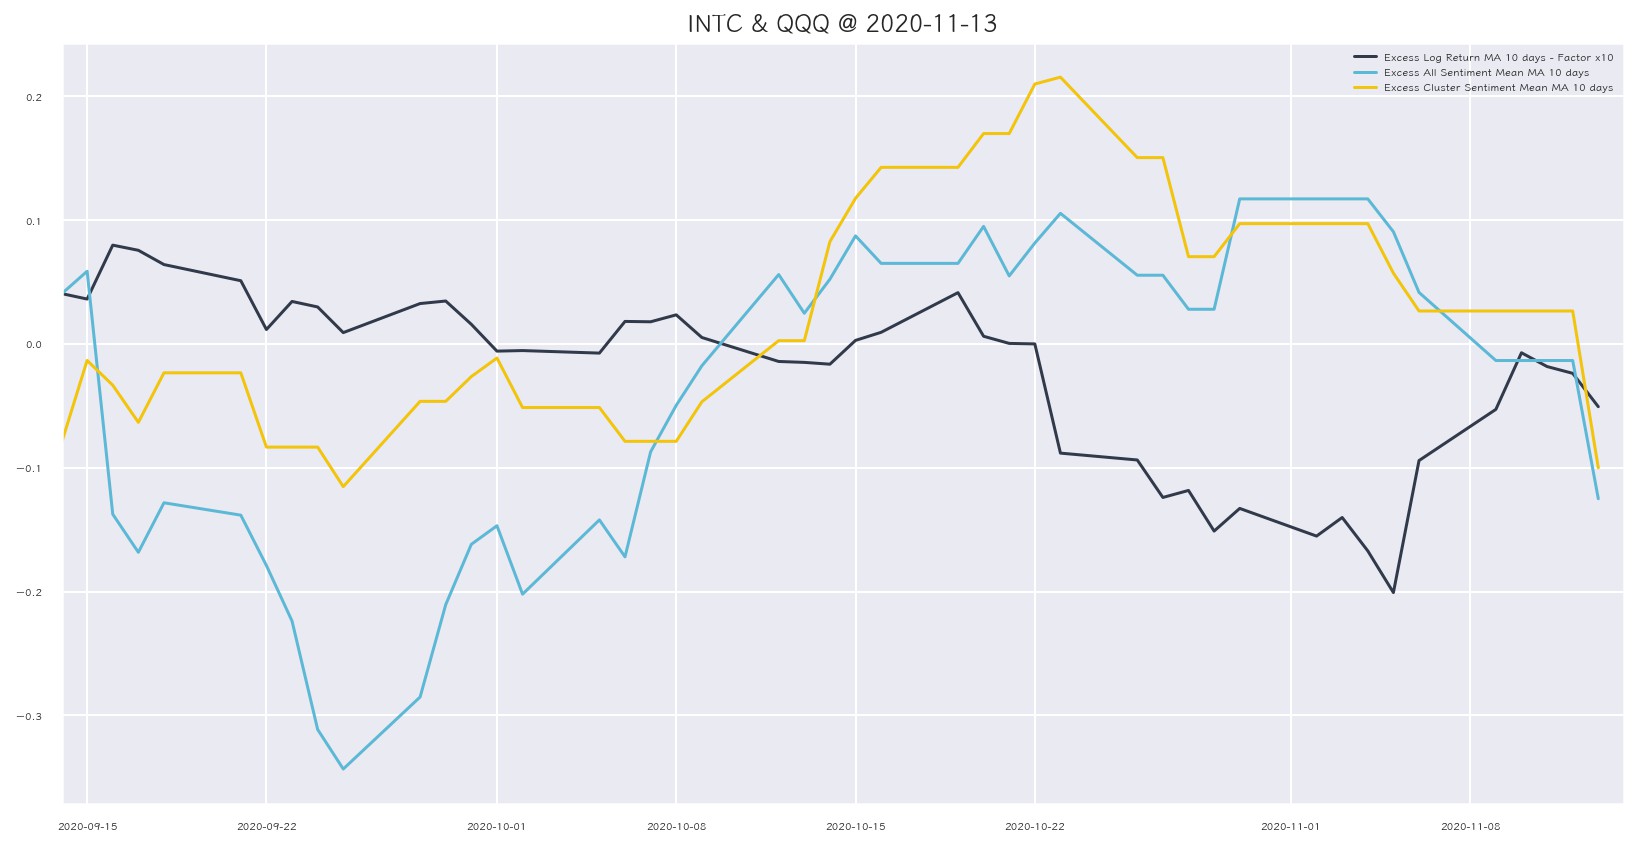 INTC & QQQ @ 2020-11-13
Excess Log Return MA 10 days - Factor x10
Excess All Sentiment Mean MA 10 days
Excess Cluster Sentiment Mean MA 10 days
0.2
0.1
0.0
−0.1
−0.2
−0.3
2020-09-15 2020-09-22 2020-10-01 2020-10-08 2020-10-15 2020-10-22 2020-11-01 2020-11-08